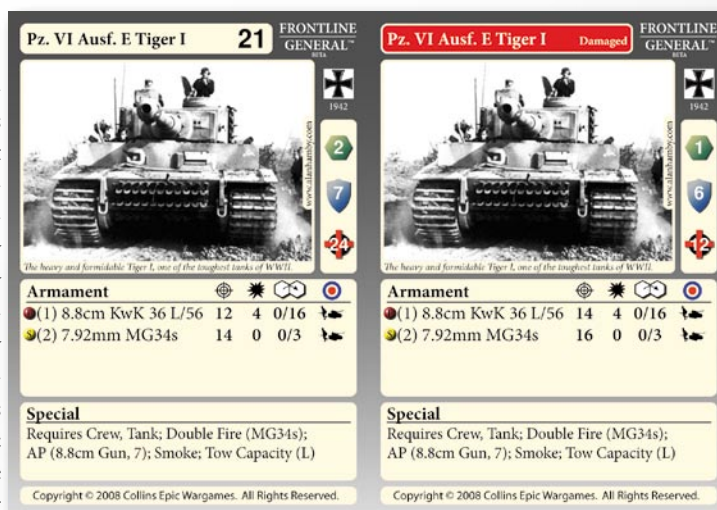 Pz. VI Ausf. E Tiger I 21
FRONTLINE
GENERAL™
BETA
1942
www.alanhamby.com
2
7
24
The heavy and formidable Tiger I, one of the toughest tanks of WWII.
Armament
(1) 8.8cm KwK 36 L/56 12 4 0/16
(2) 7.92mm MG34s 14 0 0/3
Special
Requires Crew, Tank; Double Fire (MG34s);
AP (8.8cm Gun, 7); Smoke; Tow Capacity (L)
Copyright © 2008 Collins Epic Wargames. All Rights Reserved.
Pz. VI Ausf. E Tiger I Damaged
FRONTLINE
GENERAL™
BETA
1942
www.alanhamby.com
1
6
12
The heavy and formidable Tiger I, one of the toughest tanks of WWII.
Armament
(1) 8.8cm KwK 36 L/56 14 4 0/16
(2) 7.92mm MG34s 16 0 0/3
Special
Requires Crew, Tank; Double Fire (MG34s);
AP (8.8cm Gun, 7); Smoke; Tow Capacity (L)
Copyright © 2008 Collins Epic Wargames. All Rights Reserved.